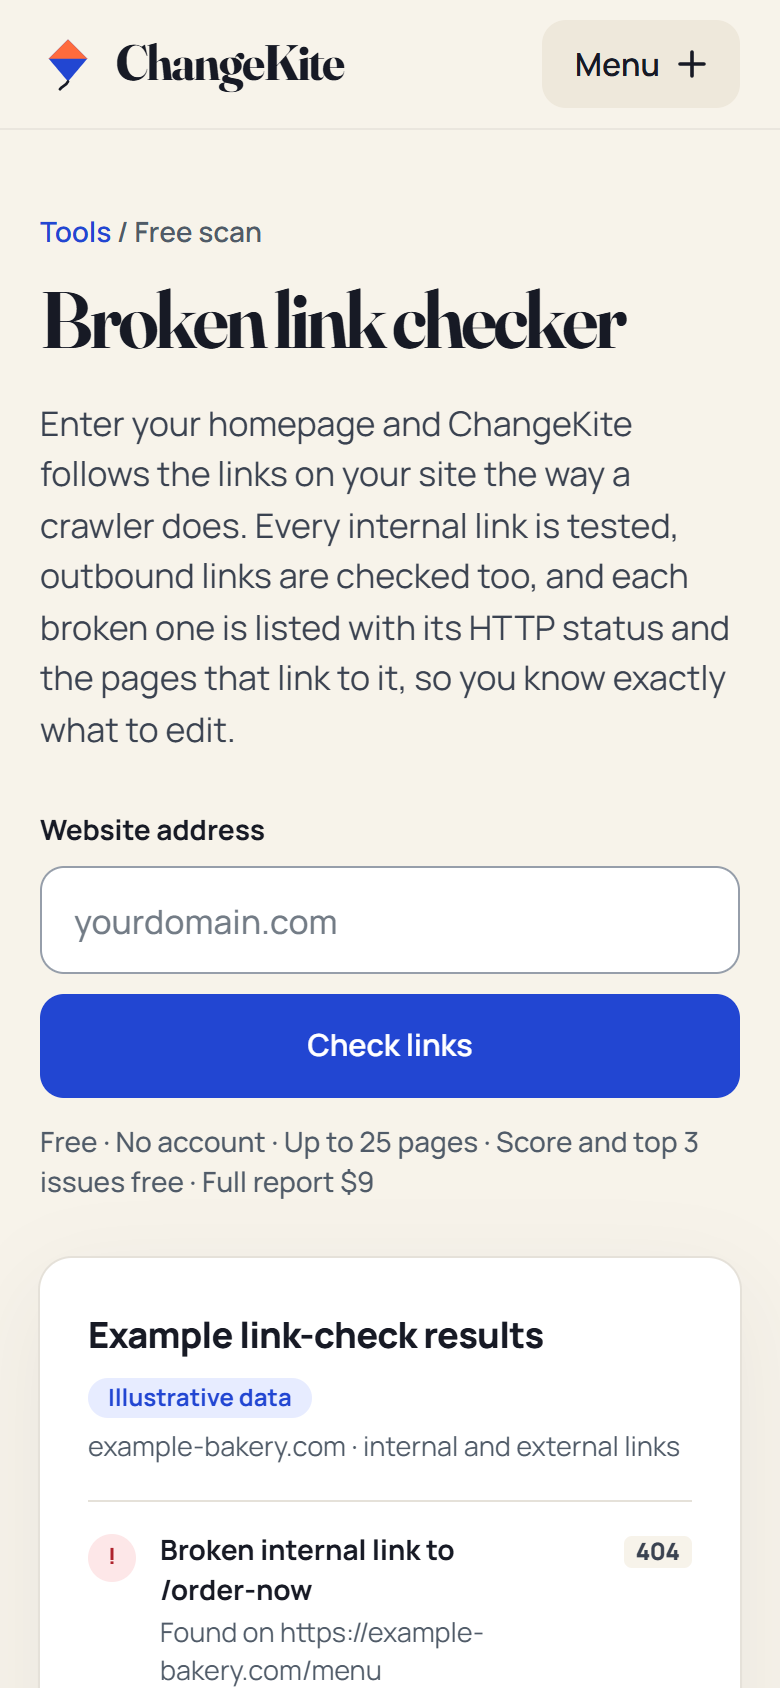 ChangeKite
Menu
Tools / Free scan
Broken link checker
Enter your homepage and ChangeKite
follows the links on your site the way a
crawler does. Every internal link is tested,
outbound links are checked too, and each
broken one is listed with its HTTP status and
the pages that link to it, so you know exactly
what to edit.
Website address
yourdomain.com
Check links
Free · No account · Up to 25 pages · Score and top 3
issues free · Full report $9
Example link-check results
Illustrative data
example-bakery.com · internal and external links
! Broken internal link to 404
/order-now
Found on https://example-
bakery.com/menu